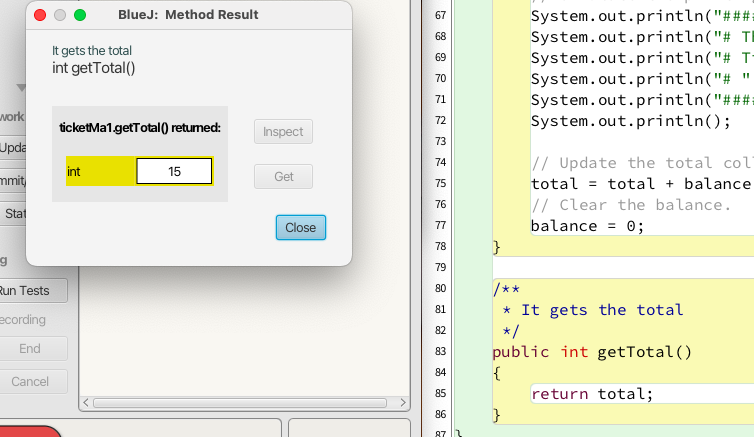 BlueJ: Method Result
It gets the total
int getTotal()
ticketMa1.getTotal() returned:
int
15
Inspect
Get
Close
work
Upda
mmit/
Stat
g
Run Tests
ecording
End
Cancel
67 System.out.println("####
68 System.out.println("# Th
69 System.out.println("# Ti
70 System.out.println("# "
71 System.out.println("####
72 System.out.println();
73
74 // Update the total coll
75 total = total + balance
76 // Clear the balance.
77 balance = 0;
78 }
79
80 /**
81 * It gets the total
82 */
83 public int getTotal()
84 {
85 return total;
86 }
87 }